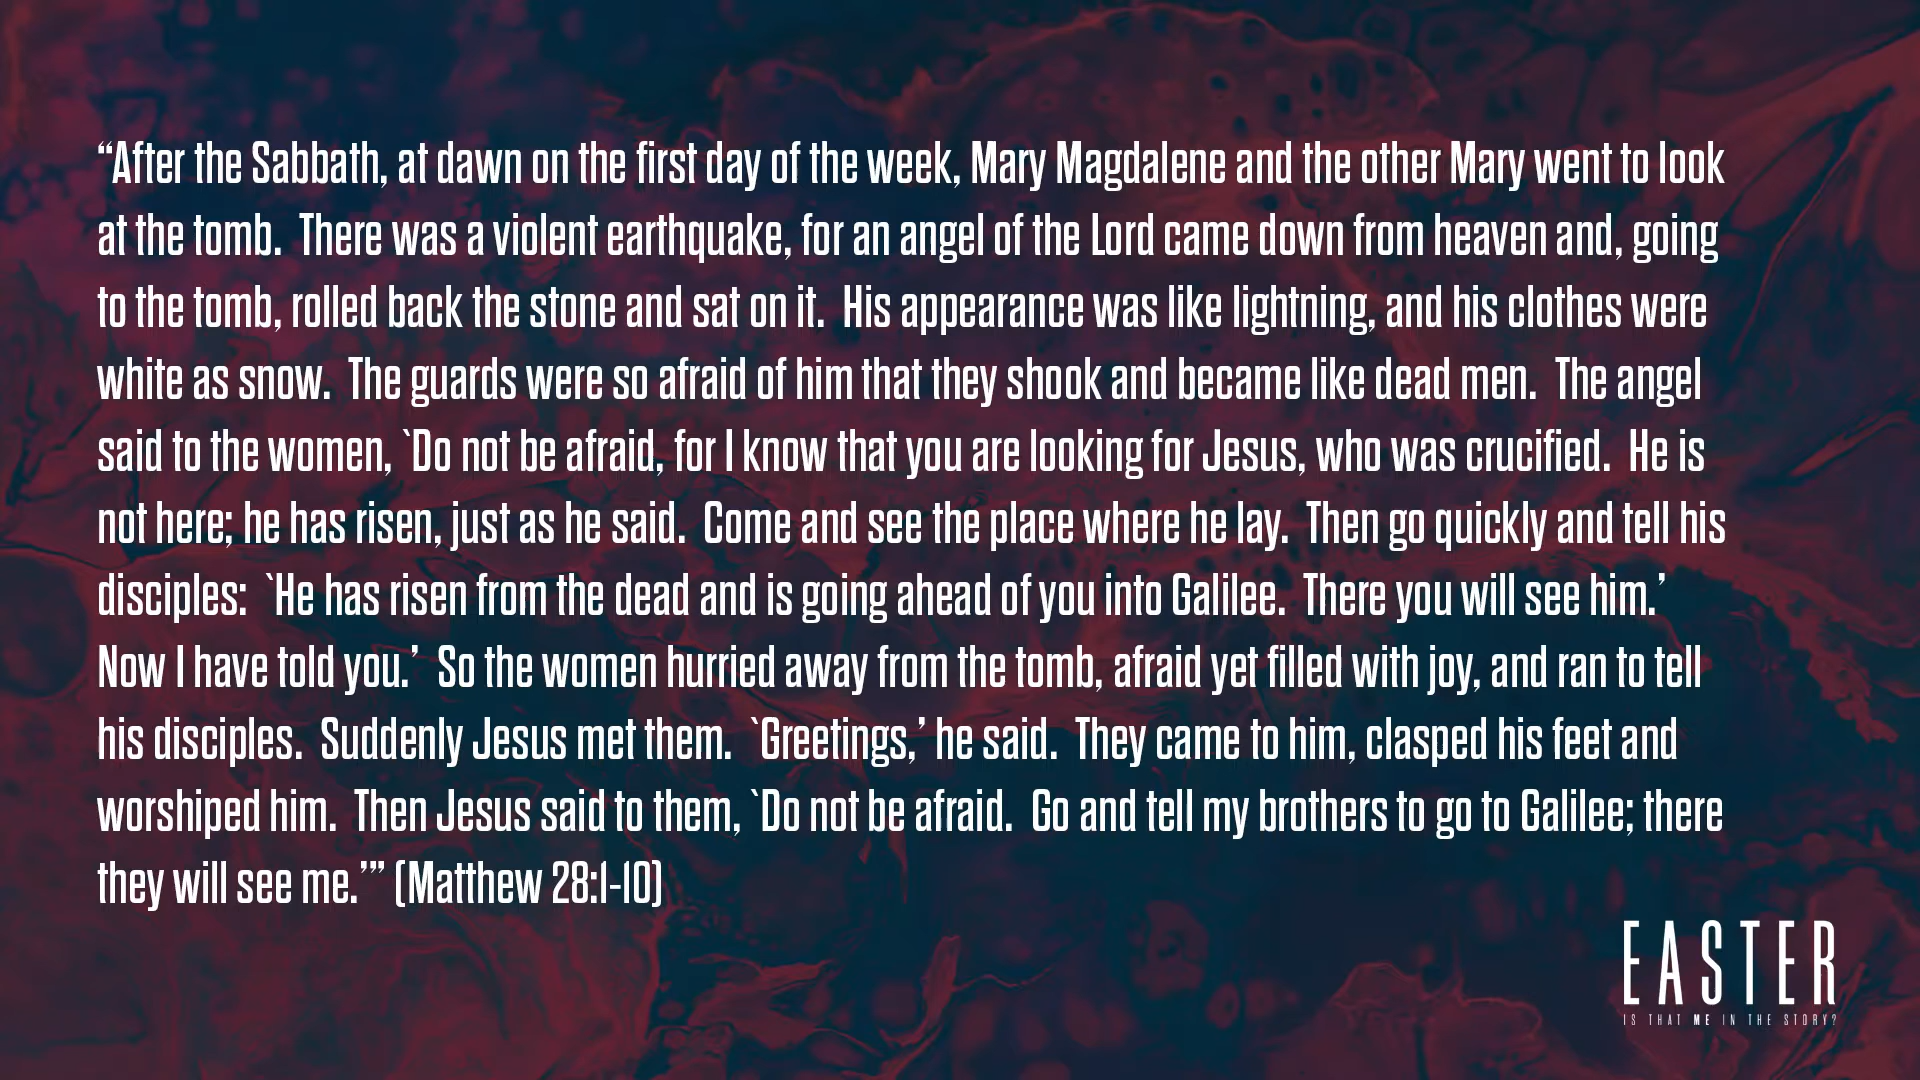 “After the Sabbath, at dawn on the first day of the week, Mary Magdalene and the other Mary went to look
at the tomb.  There was a violent earthquake, for an angel of the Lord came down from heaven and, going
to the tomb, rolled back the stone and sat on it.  His appearance was like lightning, and his clothes were
white as snow.  The guards were so afraid of him that they shook and became like dead men.  The angel
said to the women, `Do not be afraid, for I know that you are looking for Jesus, who was crucified.  He is
not here; he has risen, just as he said.  Come and see the place where he lay.  Then go quickly and tell his
disciples:  `He has risen from the dead and is going ahead of you into Galilee.  There you will see him.’
Now I have told you.’  So the women hurried away from the tomb, afraid yet filled with joy, and ran to tell
his disciples.  Suddenly Jesus met them.  `Greetings,’ he said.  They came to him, clasped his feet and
worshiped him.  Then Jesus said to them, `Do not be afraid.  Go and tell my brothers to go to Galilee; there
they will see me.’” (Matthew 28:1-10)
EASTER
IS THAT ME IN THE STORY?